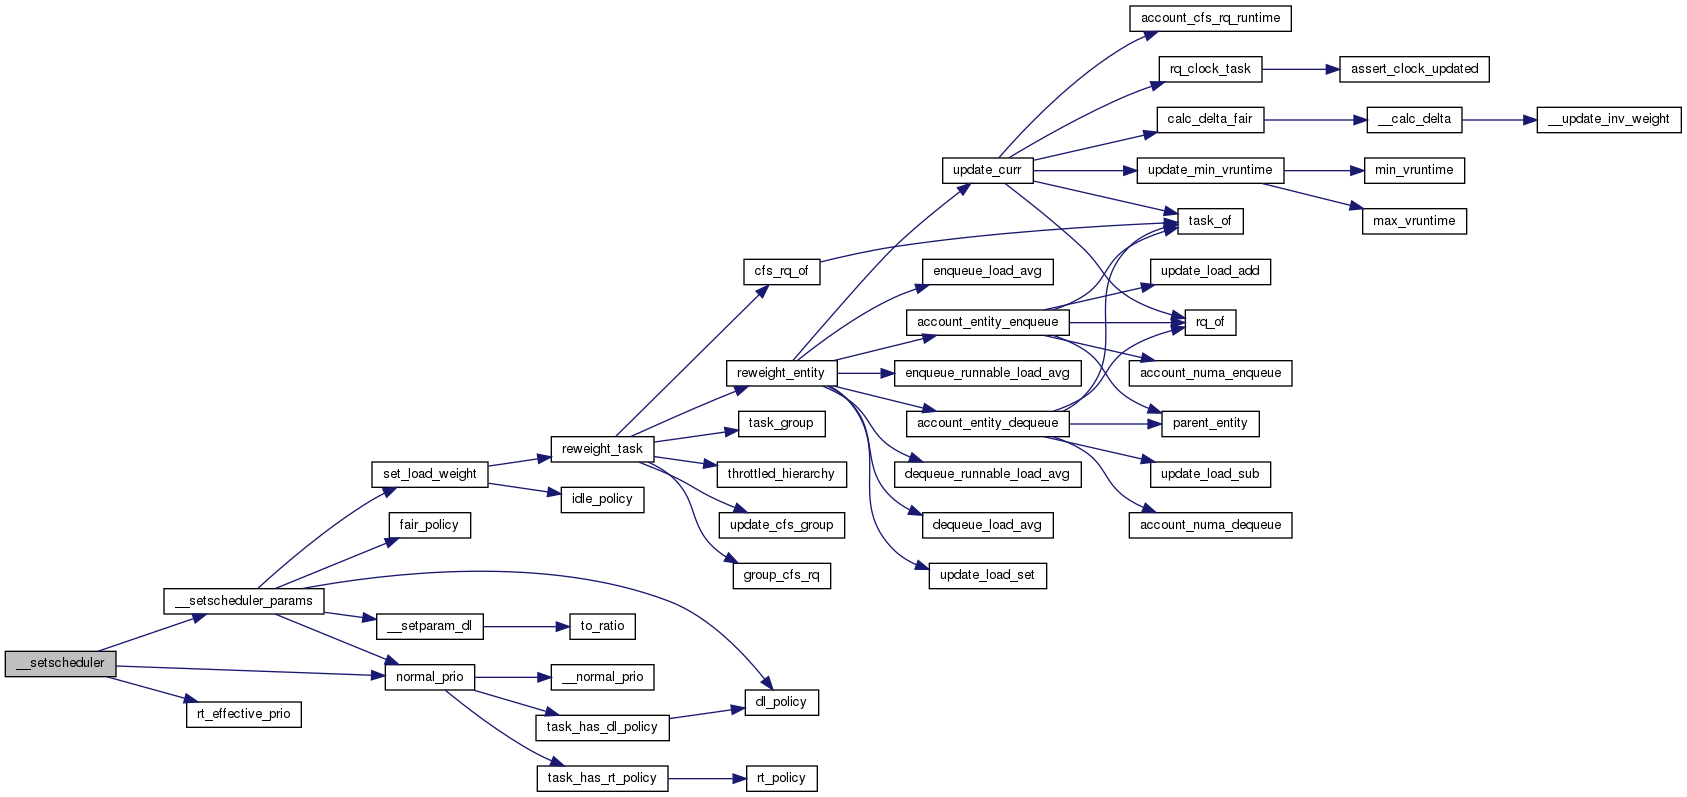 account_cfs_rq_runtime
rq_clock_task
assert_clock_updated
calc_delta_fair
__calc_delta
__update_inv_weight
update_curr
update_min_vruntime
min_vruntime
task_of
max_vruntime
cfs_rq_of
enqueue_load_avg
update_load_add
account_entity_enqueue
rq_of
reweight_entity
enqueue_runnable_load_avg
account_numa_enqueue
task_group
account_entity_dequeue
parent_entity
reweight_task
set_load_weight
throttled_hierarchy
dequeue_runnable_load_avg
update_load_sub
idle_policy
fair_policy
update_cfs_group
dequeue_load_avg
account_numa_dequeue
group_cfs_rq
update_load_set
__setscheduler_params
__setparam_dl
to_ratio
__setscheduler
normal_prio
__normal_prio
rt_effective_prio
dl_policy
task_has_dl_policy
task_has_rt_policy
rt_policy